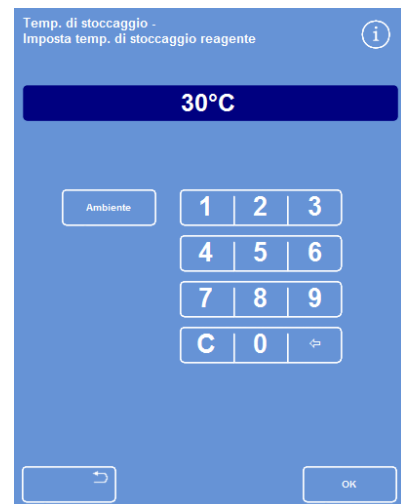 Temp. di stoccaggio -
Imposta temp. di stoccaggio reagente
i
30°C
Ambiente
1 2 3
4 5 6
7 8 9
C 0 ⇦
OK